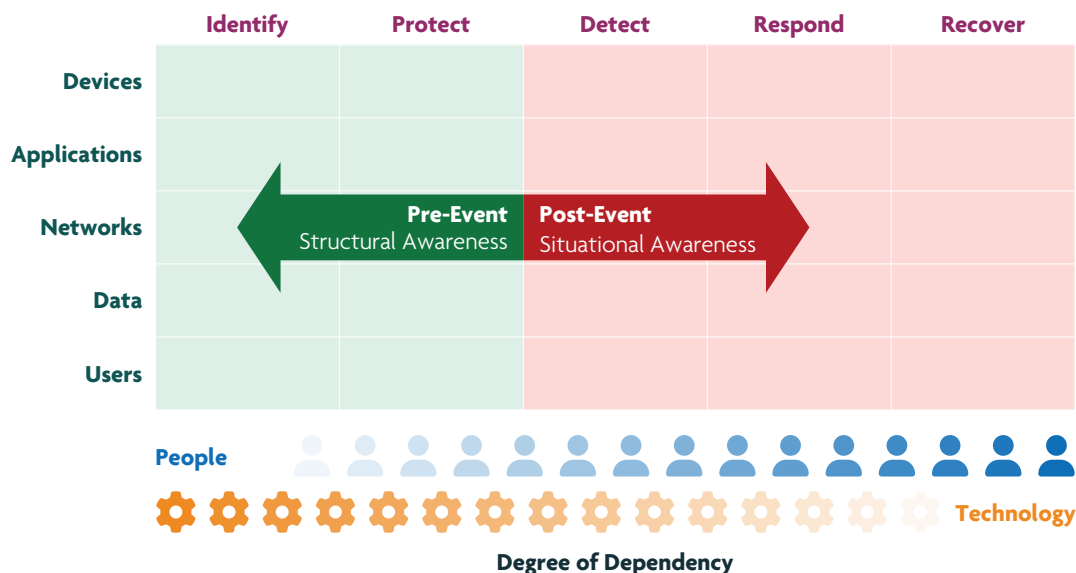 Identify Protect Detect Respond Recover
Devices
Applications
Networks
Pre-Event Post-Event
Structural Awareness Situational Awareness
Data
Users
People
Technology
Degree of Dependency